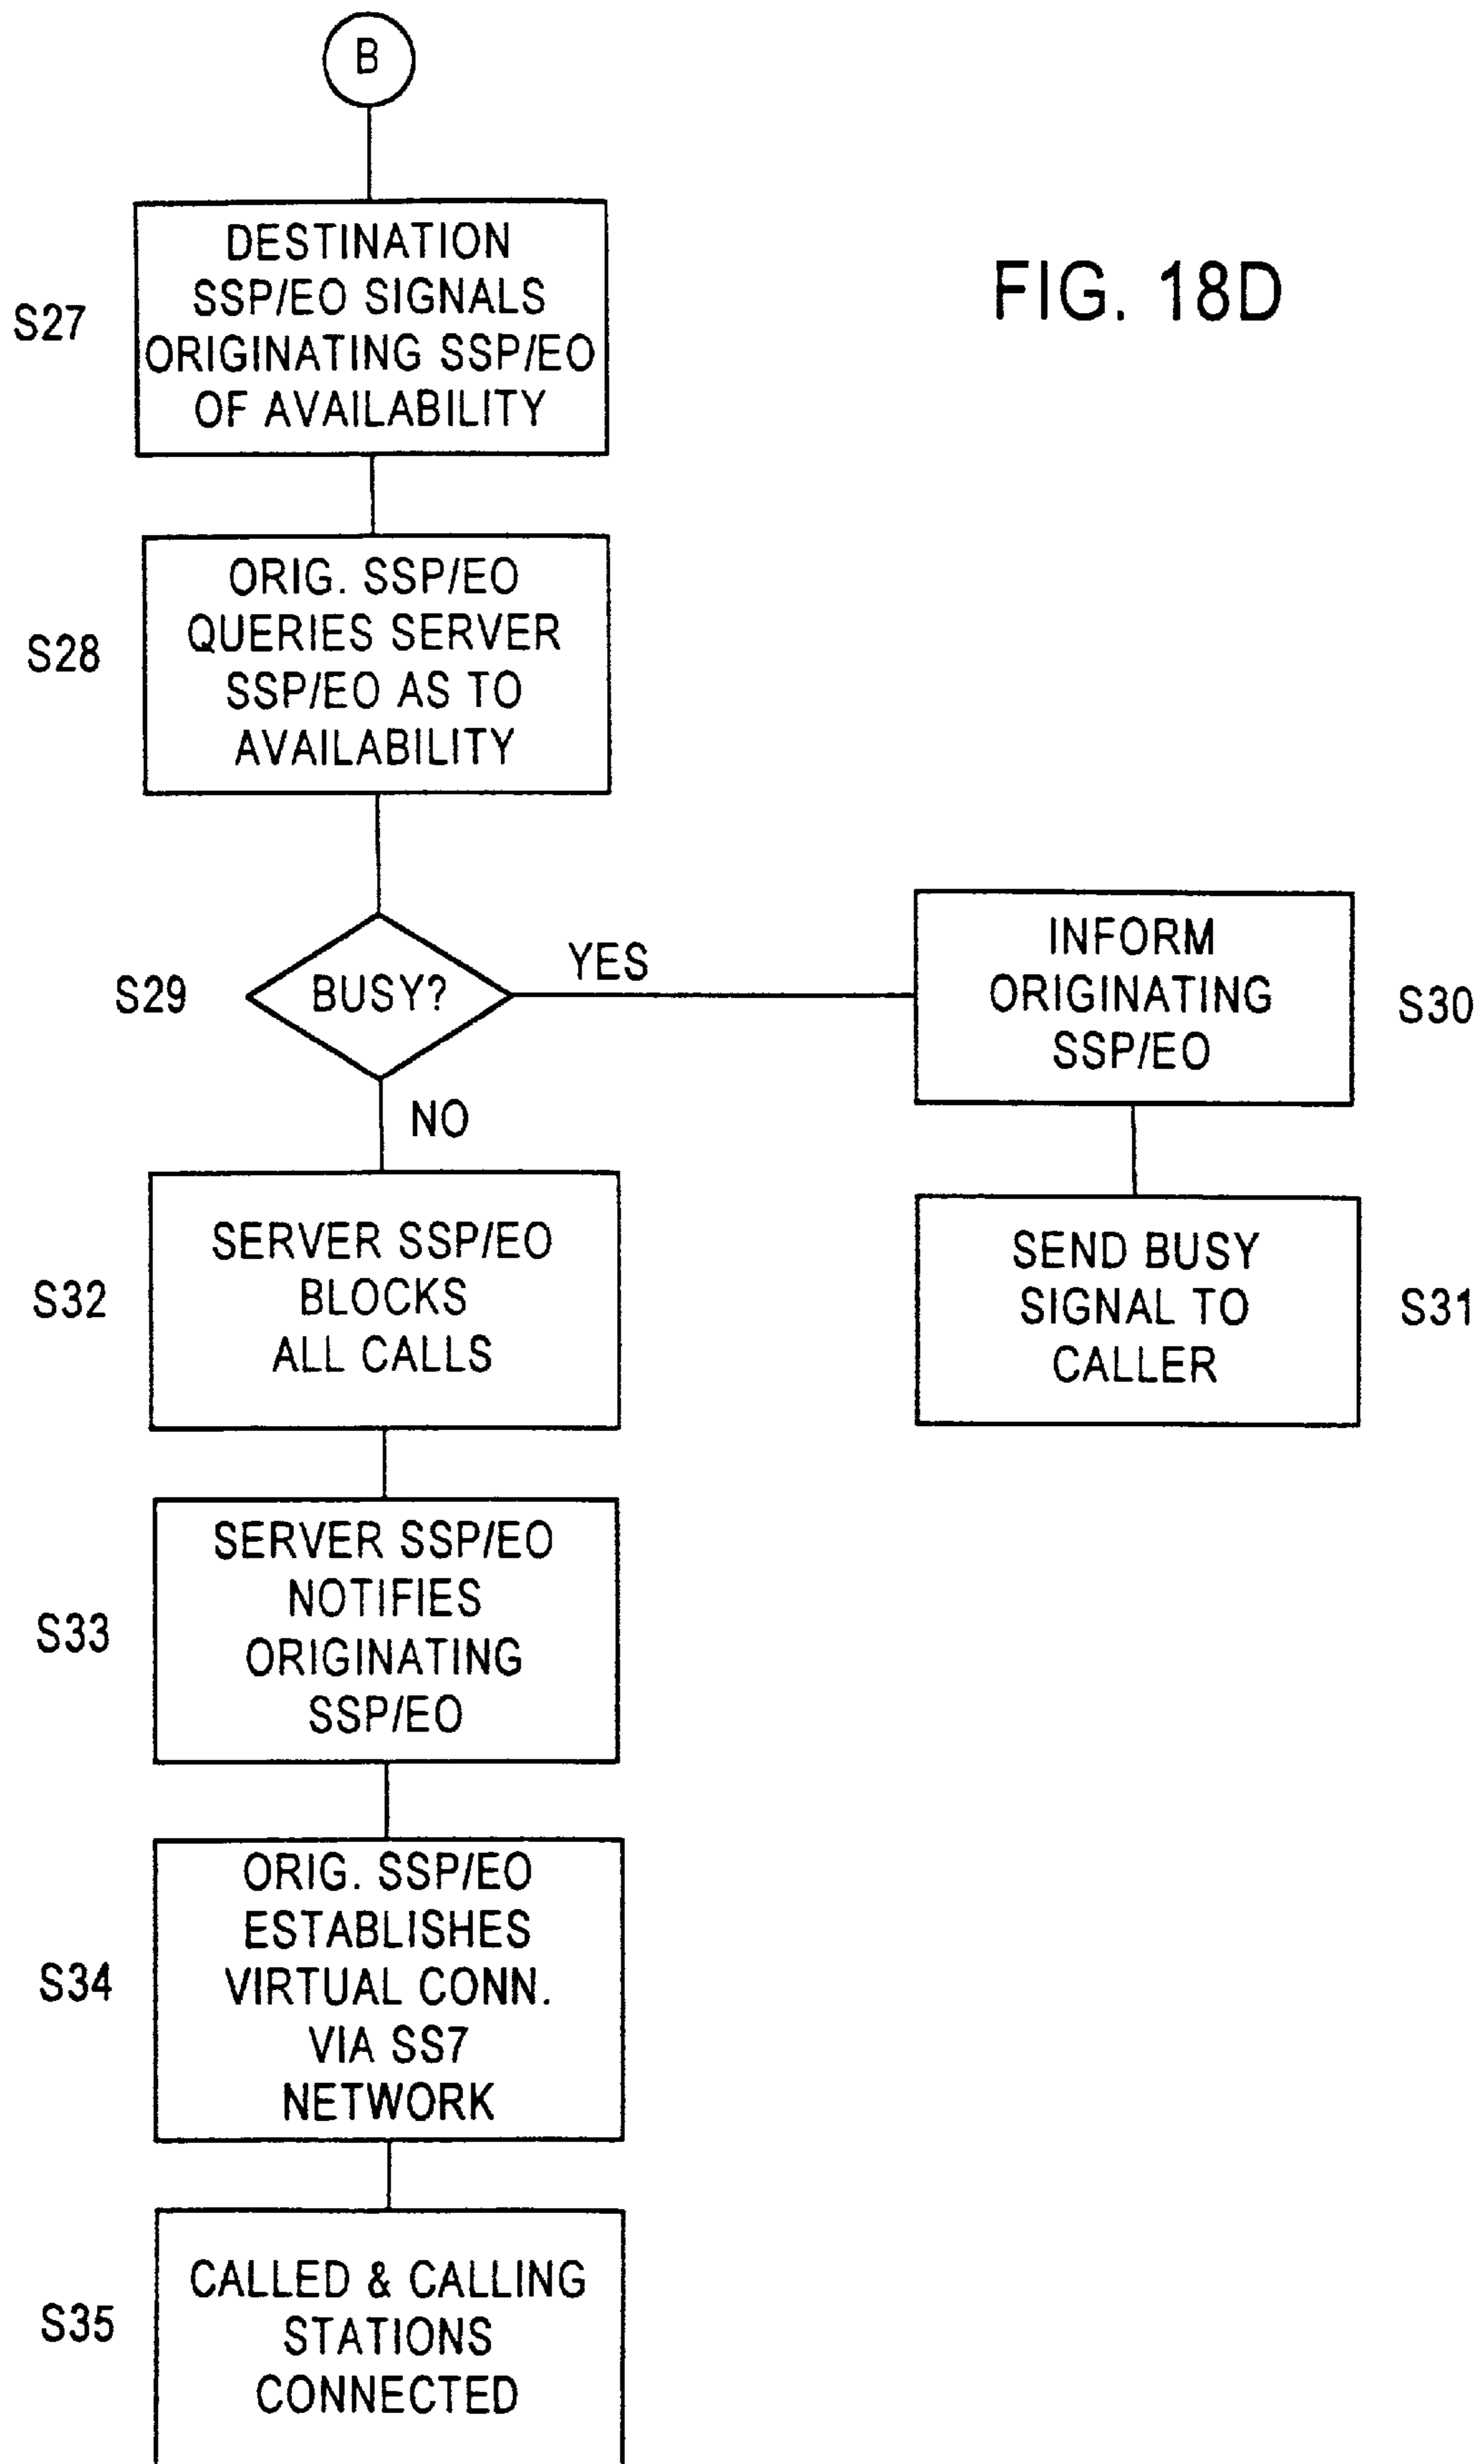 B
FIG. 18D
S27
DESTINATION
SSP/EO SIGNALS
ORIGINATING SSP/EO
OF AVAILABILITY
S28
ORIG. SSP/EO
QUERIES SERVER
SSP/EO AS TO
AVAILABILITY
S29
BUSY?
YES
NO
INFORM
ORIGINATING
SSP/EO
S30
SEND BUSY
SIGNAL TO
CALLER
S31
S32
SERVER SSP/EO
BLOCKS
ALL CALLS
S33
SERVER SSP/EO
NOTIFIES
ORIGINATING
SSP/EO
S34
ORIG. SSP/EO
ESTABLISHES
VIRTUAL CONN.
VIA SS7
NETWORK
S35
CALLED & CALLING
STATIONS
CONNECTED